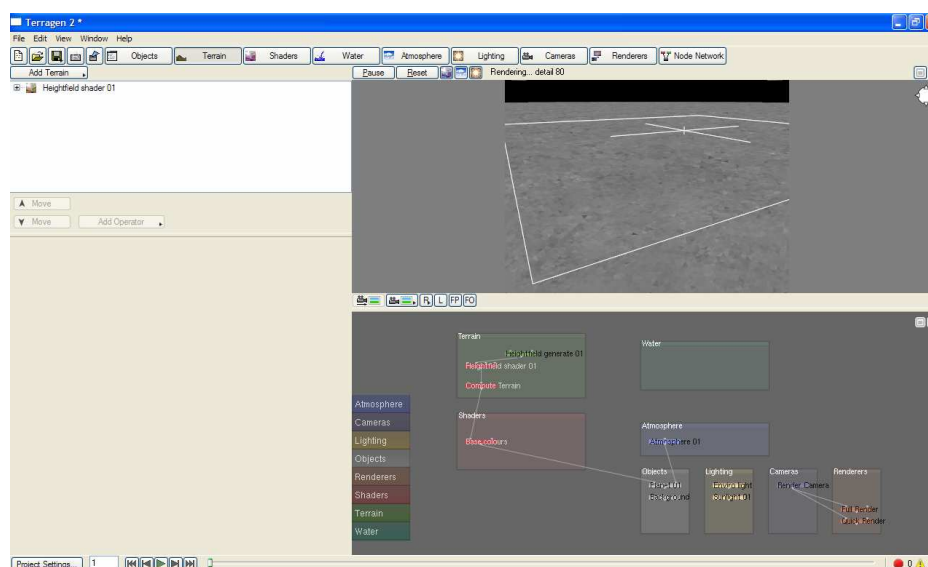 Terragen 2 *
File Edit View Window Help
Objects Terrain Shaders Water Atmosphere Lighting Cameras Renderers Node Network
Add Terrain Pause Reset Rendering... detail 80
Heightfield shader 01
Move
Move Add Operator
R L FP FO
Terrain
Heightfield generate 01
Heightfield shader 01
Compute Terrain
Water
Shaders
Base colours
Atmosphere
Atmosphere 01
Objects Lighting Cameras Renderers
Planet 01 Enviro light Render Camera
Background Sunlight 01
Full Render
Quick Render
Atmosphere
Cameras
Lighting
Objects
Renderers
Shaders
Terrain
Water
Project Settings... 1 0